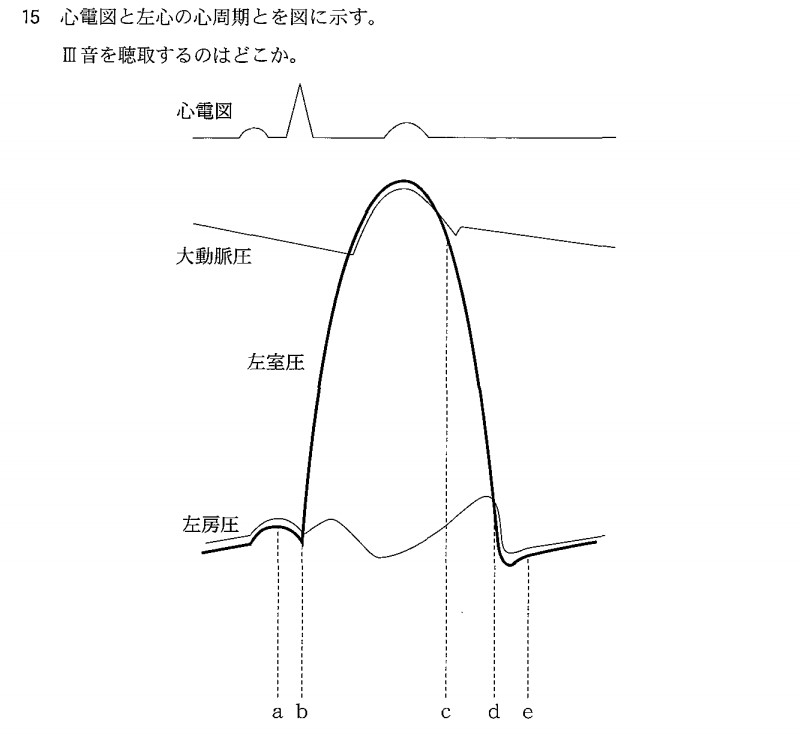 15 心電図と左心の心周期とを図に示す。
Ⅲ音を聴取するのはどこか。
心電図
大動脈圧
左室圧
左房圧
a b c d e